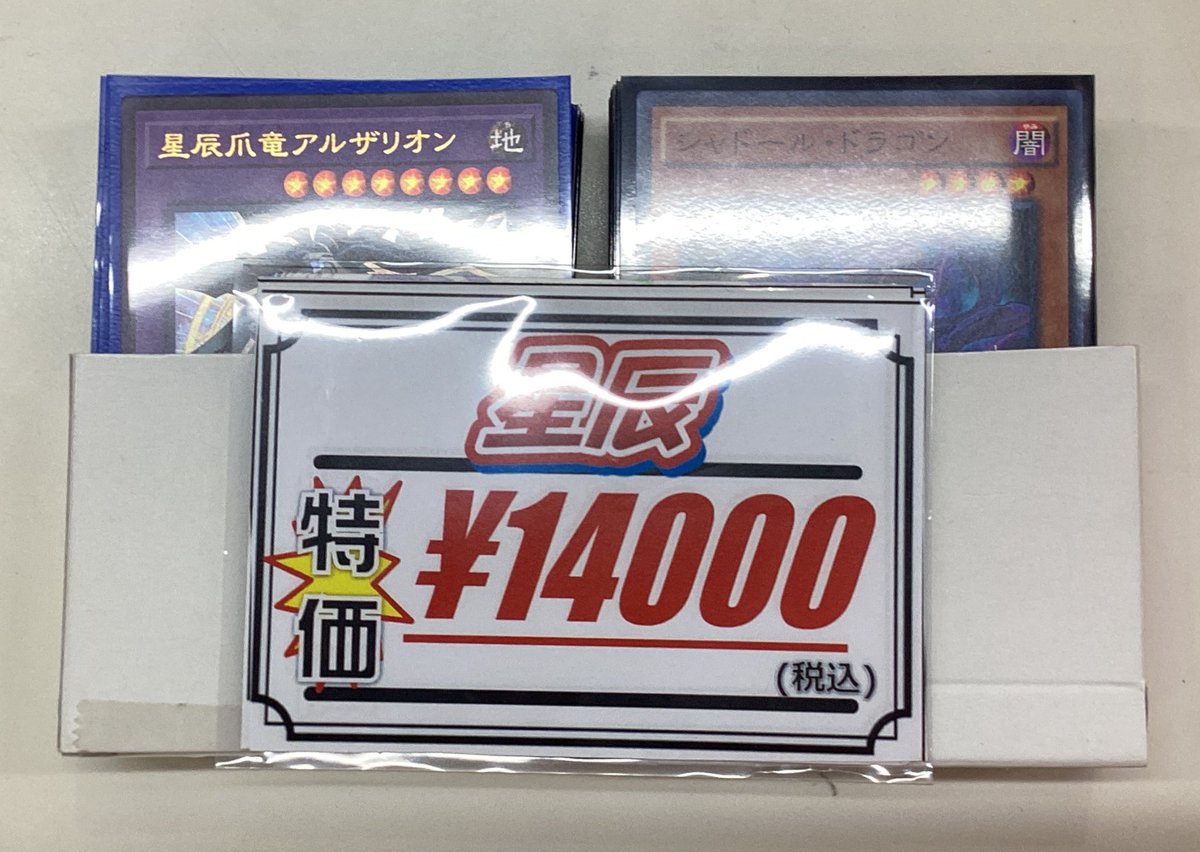 星辰爪竜アルザリオン 地
シャドール・ドラゴン 闇
星辰
特価
¥14000
(税込)